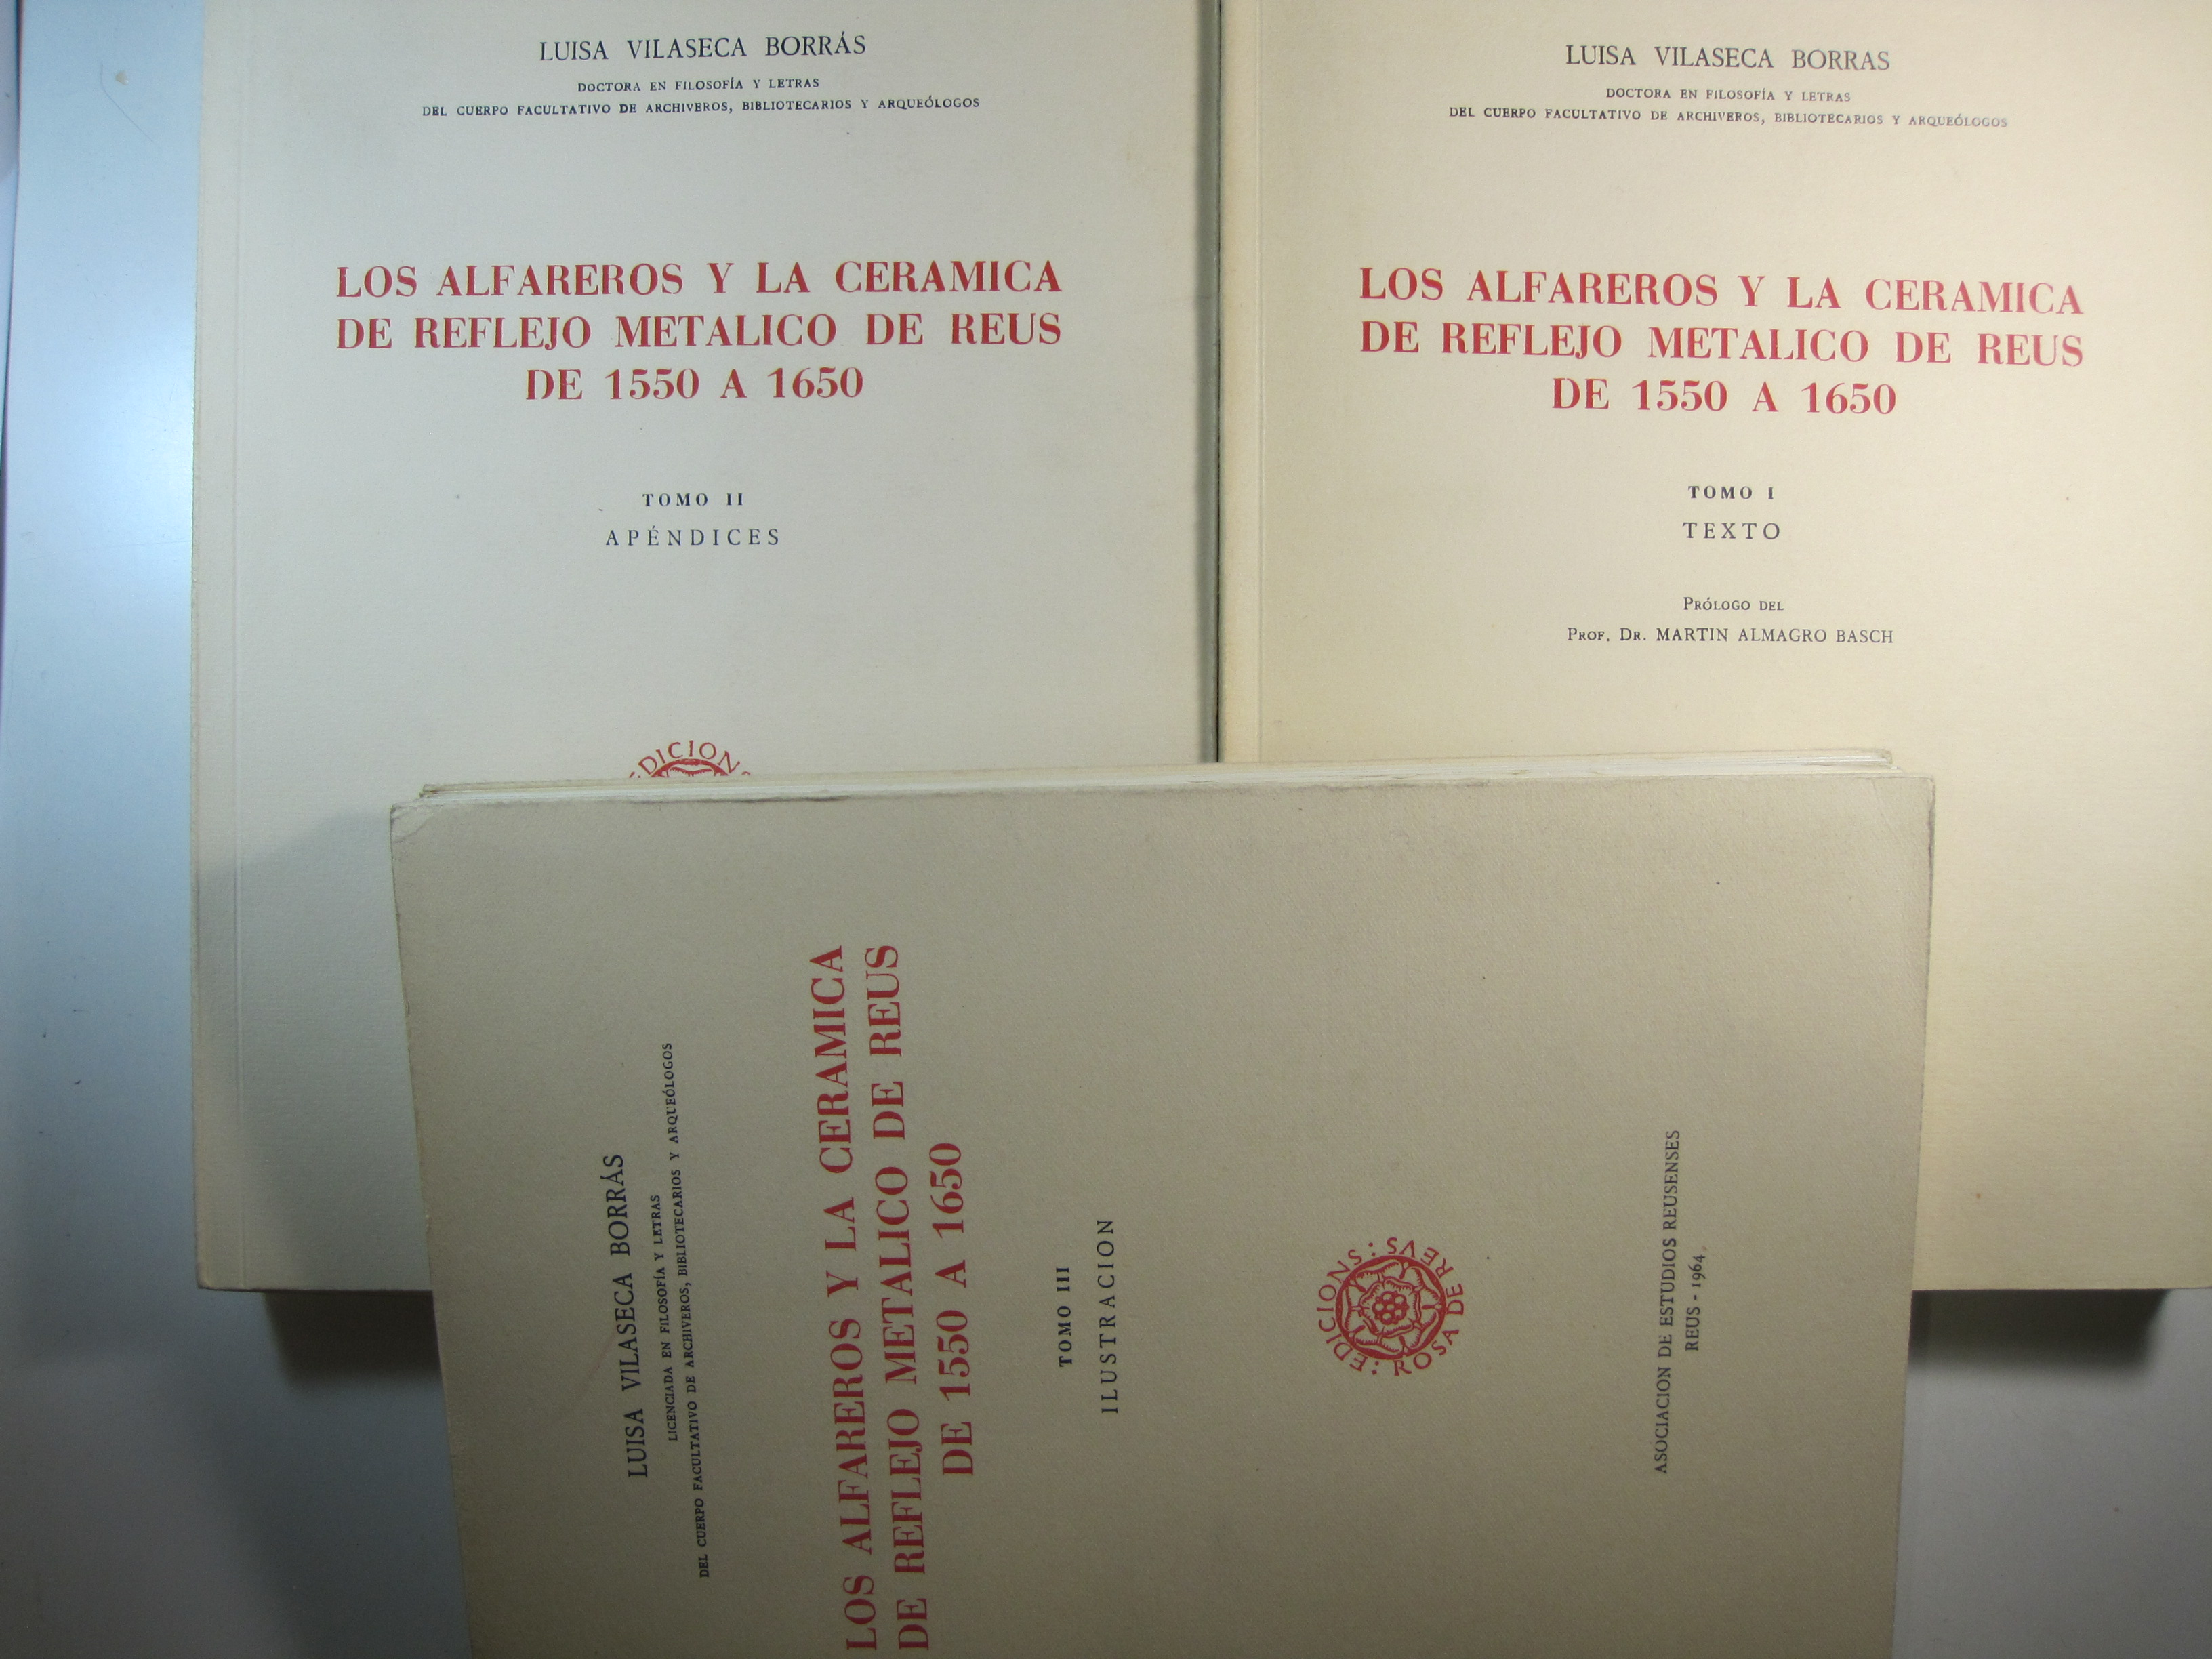 LUISA VILASECA BORRÁS
DOCTORA EN FILOSOFÍA Y LETRAS
DEL CUERPO FACULTATIVO DE ARCHIVEROS, BIBLIOTECARIOS Y ARQUEÓLOGOS
LOS ALFAREROS Y LA CERAMICA
DE REFLEJO METALICO DE REUS
DE 1550 A 1650
TOMO II
APÉNDICES
EDICION
LUISA VILASECA BORRAS
DOCTORA EN FILOSOFÍA Y LETRAS
DEL CUERPO FACULTATIVO DE ARCHIVEROS, BIBLIOTECARIOS Y ARQUEÓLOGOS
LOS ALFAREROS Y LA CERAMICA
DE REFLEJO METALICO DE REUS
DE 1550 A 1650
TOMO I
TEXTO
PRÓLOGO DEL
PROF. DR. MARTIN ALMAGRO BASCH
LUISA VILASECA BORRÁS
LICENCIADA EN FILOSOFÍA Y LETRAS
DEL CUERPO FACULTATIVO DE ARCHIVEROS, BIBLIOTECARIOS Y ARQUEÓLOGOS
LOS ALFAREROS Y LA CERAMICA
DE REFLEJO METALICO DE REUS
DE 1550 A 1650
TOMO III
ILUSTRACION
:EDICIONS: ROSA DE REVS
ASOCIACION DE ESTUDIOS REUSENSES
REUS - 1964